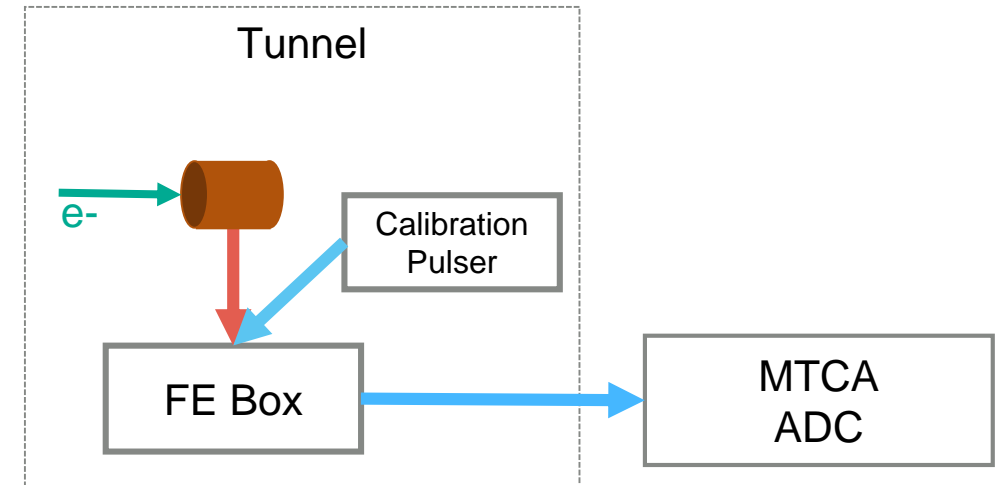 Tunnel
e-
Calibration
Pulser
FE Box
MTCA
ADC